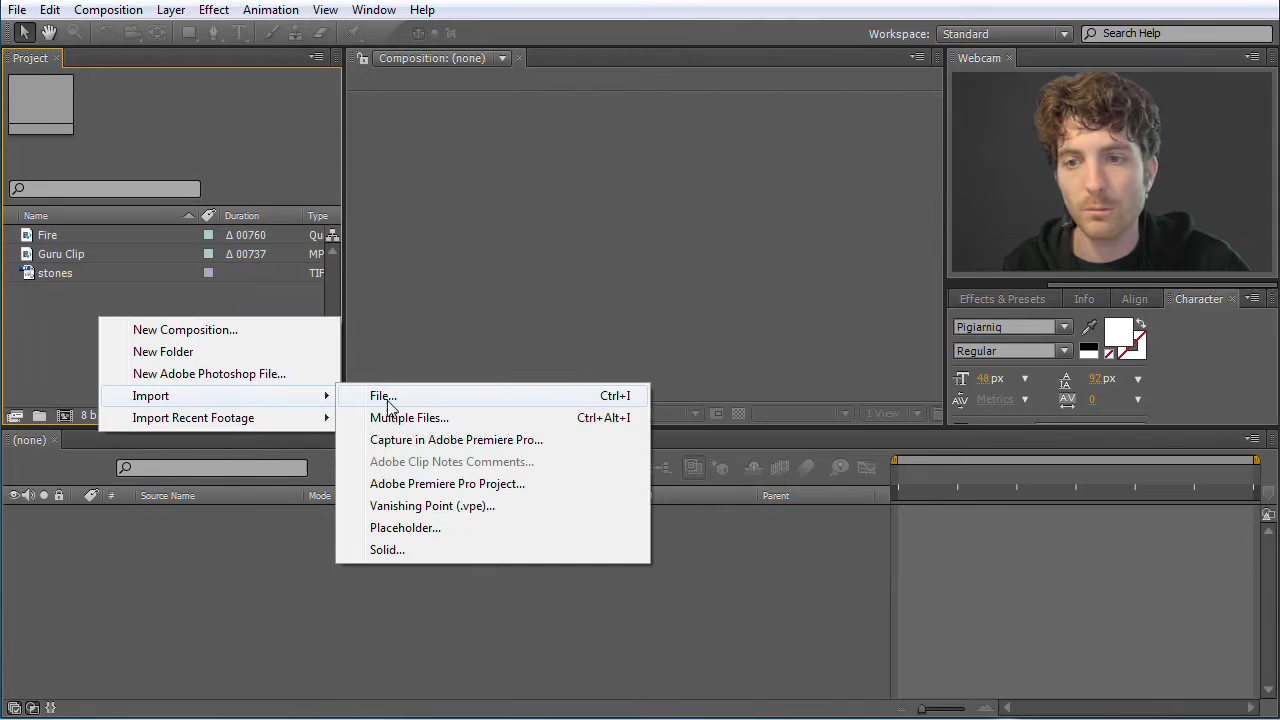 File Edit Composition Layer Effect Animation View Window Help
Workspace: Standard Search Help
Project
Composition: (none)
Webcam
Name Duration Type
Fire Δ 00760 Qu
Guru Clip Δ 00737 MP
stones TIF
New Composition...
New Folder
New Adobe Photoshop File...
Import
Import Recent Footage
File... Ctrl+I
Multiple Files... Ctrl+Alt+I
Capture in Adobe Premiere Pro...
Adobe Clip Notes Comments...
Adobe Premiere Pro Project...
Vanishing Point (.vpe)...
Placeholder...
Solid...
Effects & Presets Info Align Character
Pigiarniq
Regular
48 px 92 px
Metrics 0
8 b
1 View
(none)
# Source Name Mode Parent